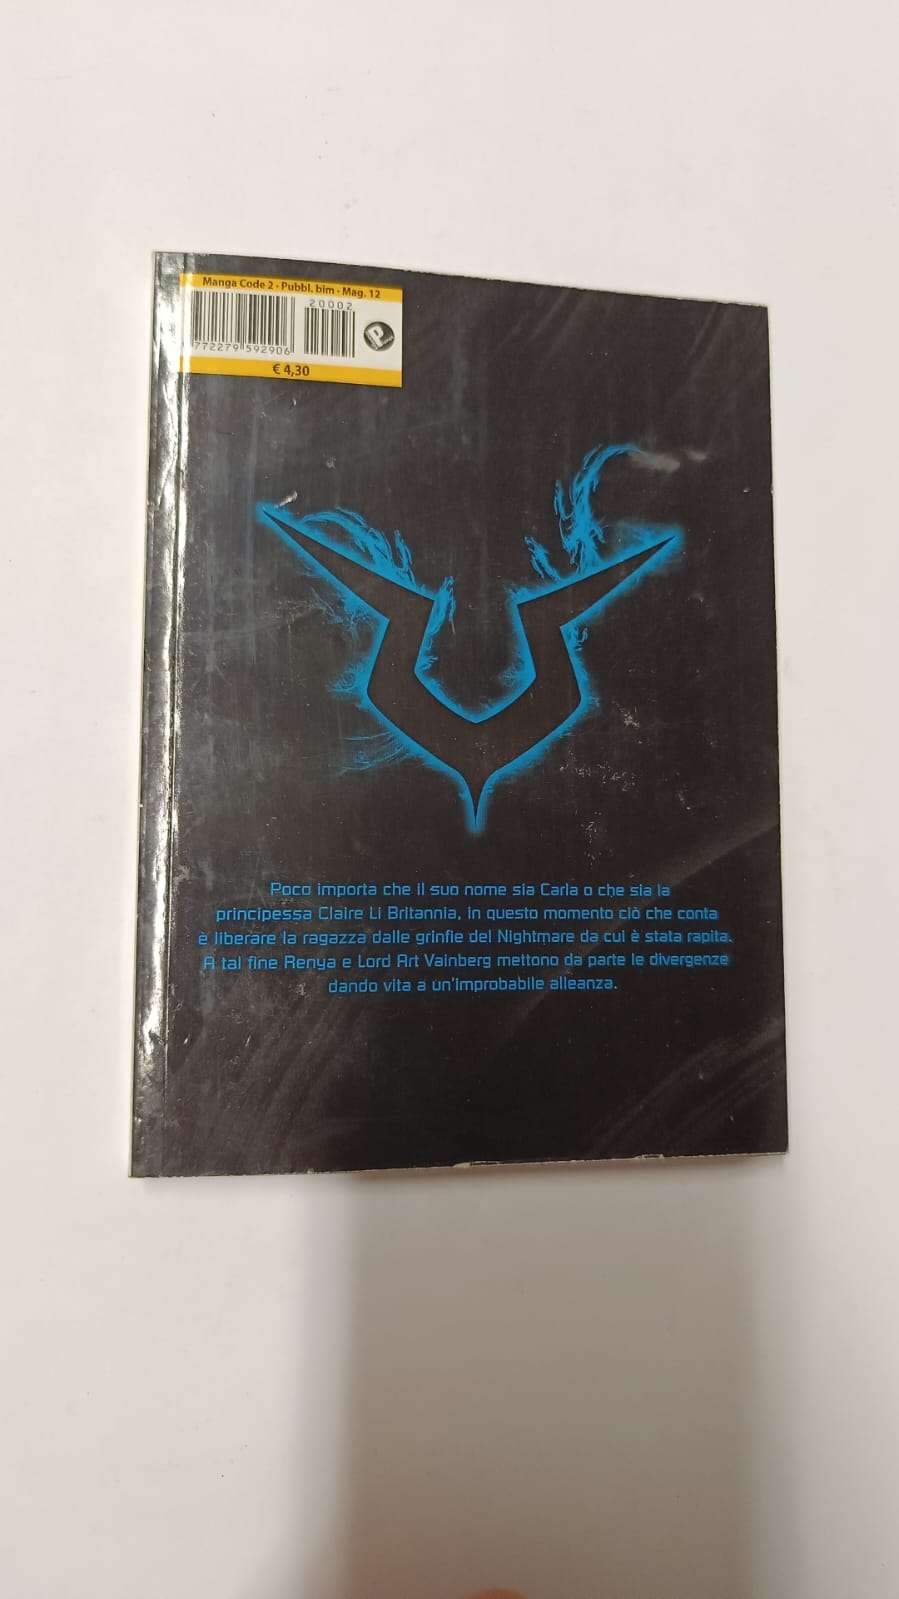 Manga Code 2 - Pubbl. bim - Mag. 12
20002
772279 592906
€ 4,30
Poco importa che il suo nome sia Carla o che sia la
principessa Claire Li Britannia, in questo momento ciò che conta
è liberare la ragazza dalle grinfie del Nightmare da cui è stata rapita.
A tal fine Renya e Lord Art Vainberg mettono da parte le divergenze
dando vita a un'improbabile alleanza.